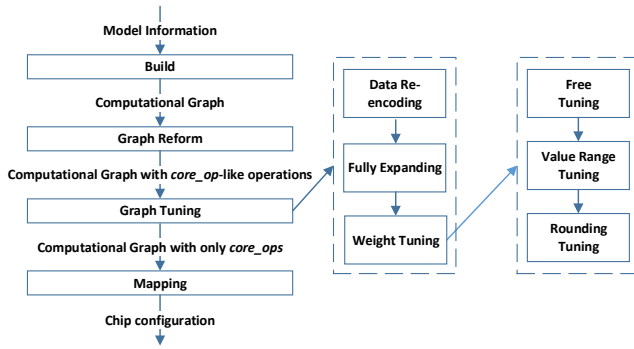 Model Information
Build
Computational Graph
Graph Reform
Computational Graph with core_op-like operations
Graph Tuning
Computational Graph with only core_ops
Mapping
Chip configuration
Data Re-
encoding
Fully Expanding
Weight Tuning
Free
Tuning
Value Range
Tuning
Rounding
Tuning